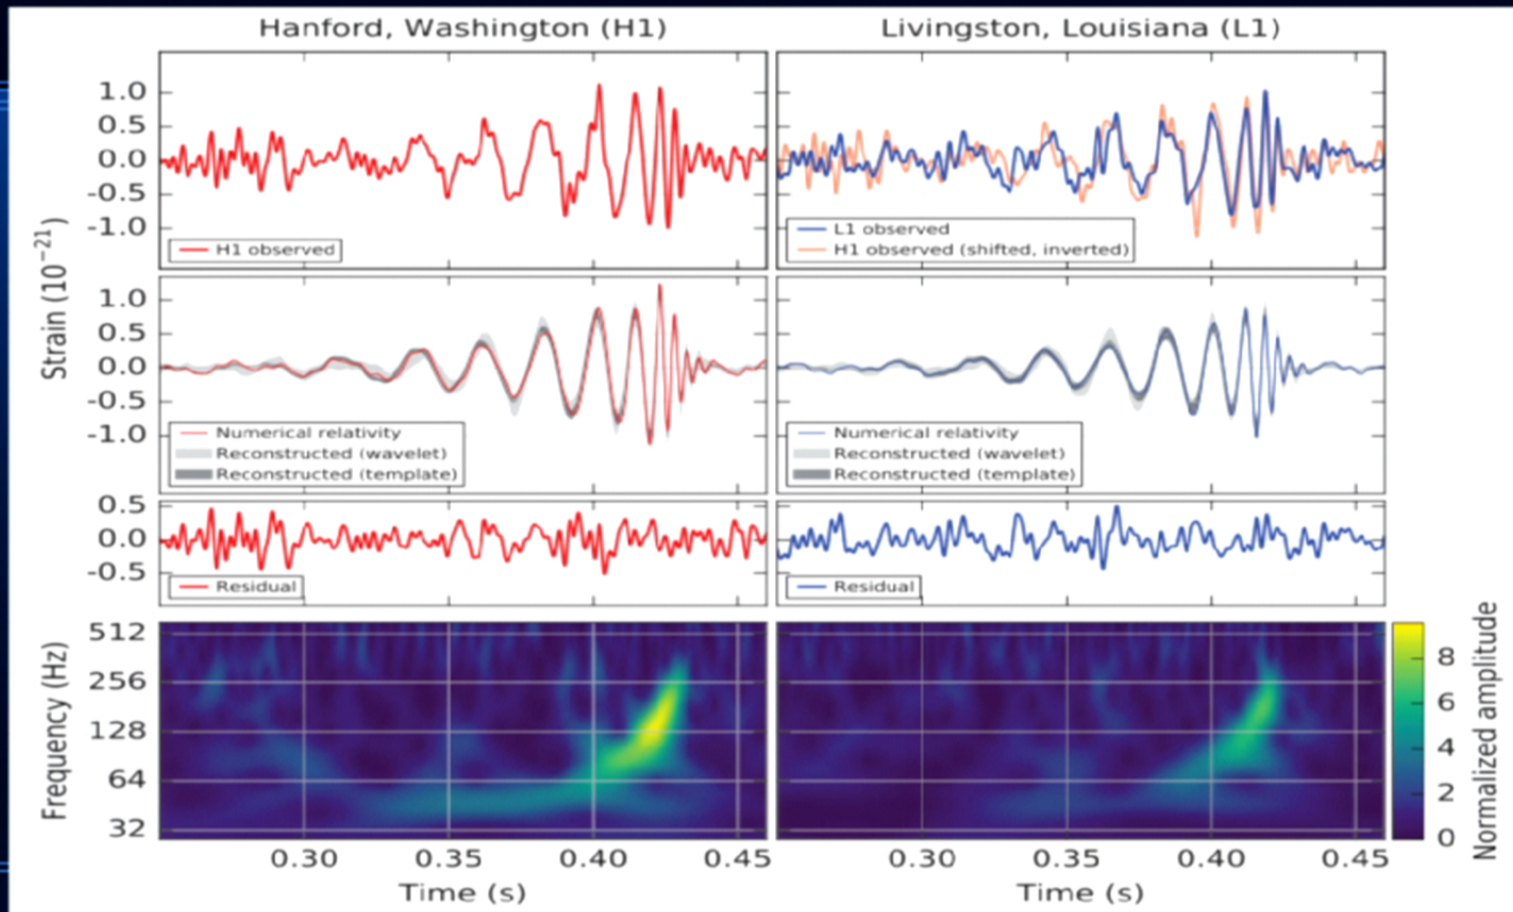 Hanford, Washington (H1)
Livingston, Louisiana (L1)
Strain (10⁻²¹)
1.0
0.5
0.0
-0.5
-1.0
H1 observed
L1 observed
H1 observed (shifted, inverted)
1.0
0.5
0.0
-0.5
-1.0
Numerical relativity
Reconstructed (wavelet)
Reconstructed (template)
Numerical relativity
Reconstructed (wavelet)
Reconstructed (template)
0.5
0.0
-0.5
Residual
Residual
Frequency (Hz)
512
256
128
64
32
0.30 0.35 0.40 0.45
Time (s)
0.30 0.35 0.40 0.45
Time (s)
8
6
4
2
0
Normalized amplitude